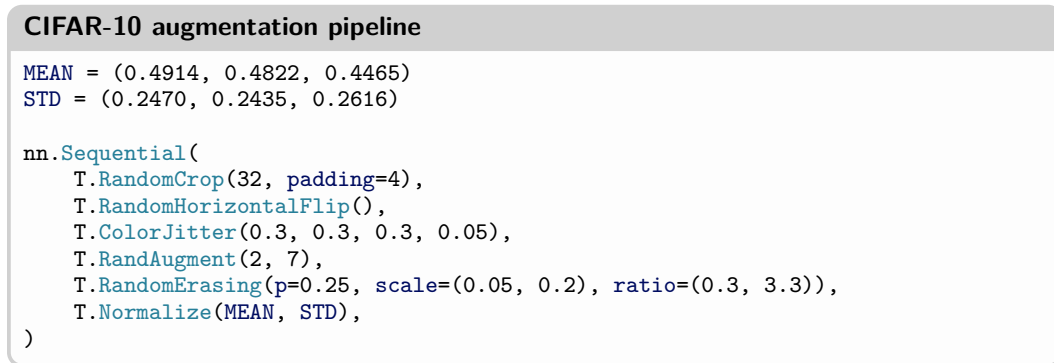 CIFAR-10 augmentation pipeline
MEAN = (0.4914, 0.4822, 0.4465)
STD = (0.2470, 0.2435, 0.2616)

nn.Sequential(
    T.RandomCrop(32, padding=4),
    T.RandomHorizontalFlip(),
    T.ColorJitter(0.3, 0.3, 0.3, 0.05),
    T.RandAugment(2, 7),
    T.RandomErasing(p=0.25, scale=(0.05, 0.2), ratio=(0.3, 3.3)),
    T.Normalize(MEAN, STD),
)